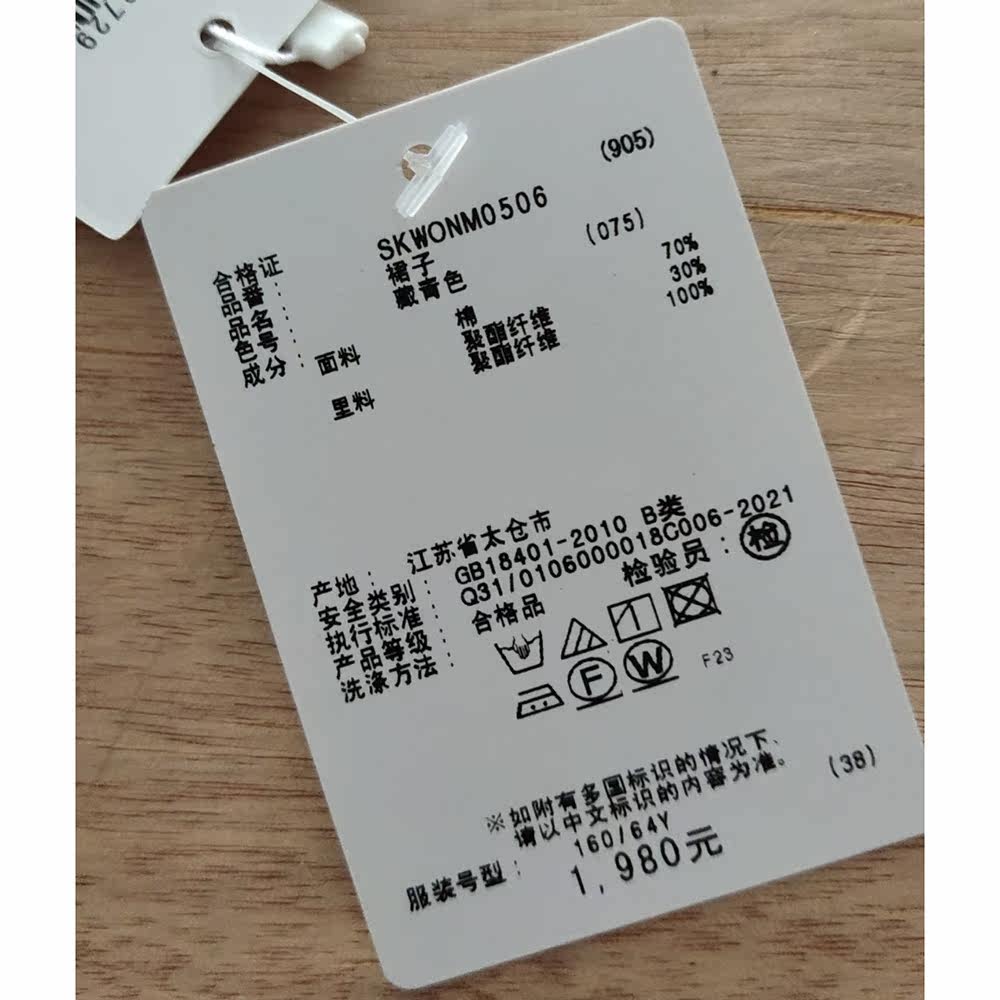 729
(905)
合格证
品番： SKWONM0506
品名： 裙子
色号： 藏青色 (075)
成分： 面料 棉 70%
聚酯纤维 30%
里料 聚酯纤维 100%
产地： 江苏省太仓市
安全类别： GB18401-2010 B类
执行标准： Q31/0106000018C006-2021
产品等级： 合格品 检验员： 检
洗涤方法：
F W F23
※如附有多国标识的情况下、
请以中文标识的内容为准。 (38)
服装号型： 160/64Y
1,980元